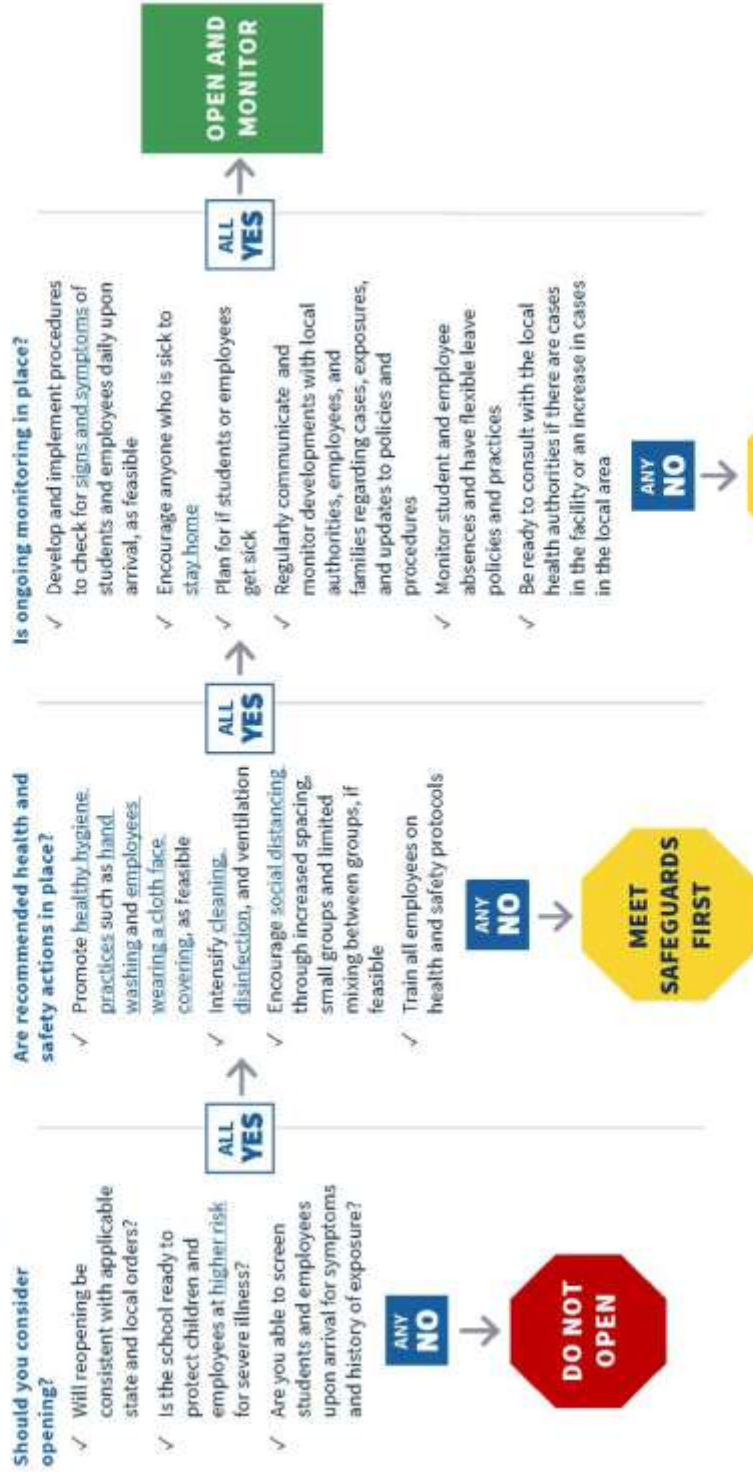 Should you consider
opening?
✓ Will reopening be
consistent with applicable
state and local orders?
✓ Is the school ready to
protect children and
employees at higher risk
for severe illness?
✓ Are you able to screen
students and employees
upon arrival for symptoms
and history of exposure?
ANY
NO
DO NOT
OPEN
ALL
YES
Are recommended health and
safety actions in place?
✓ Promote healthy hygiene
practices such as hand
washing and employees
wearing a cloth face
covering, as feasible
✓ Intensify cleaning,
disinfection, and ventilation
✓ Encourage social distancing
through increased spacing,
small groups and limited
mixing between groups, if
feasible
✓ Train all employees on
health and safety protocols
ANY
NO
MEET
SAFEGUARDS
FIRST
ALL
YES
Is ongoing monitoring in place?
✓ Develop and implement procedures
to check for signs and symptoms of
students and employees daily upon
arrival, as feasible
✓ Encourage anyone who is sick to
stay home
✓ Plan for if students or employees
get sick
✓ Regularly communicate and
monitor developments with local
authorities, employees, and
families regarding cases, exposures,
and updates to policies and
procedures
✓ Monitor student and employee
absences and have flexible leave
policies and practices
✓ Be ready to consult with the local
health authorities if there are cases
in the facility or an increase in cases
in the local area
ANY
NO
ALL
YES
OPEN AND
MONITOR